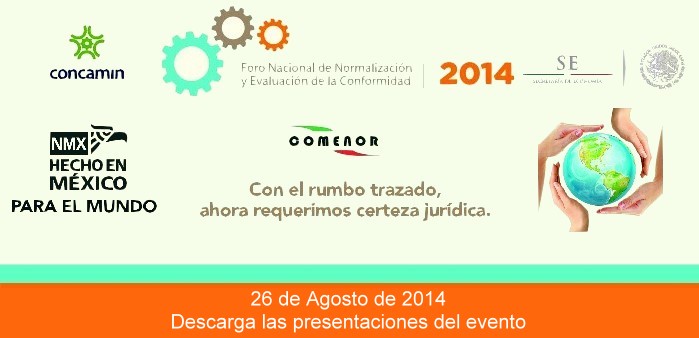 concamin
Foro Nacional de Normalización
y Evaluación de la Conformidad
2014
SE
NMX
HECHO EN
MÉXICO
PARA EL MUNDO
COMENOR
Con el rumbo trazado,
ahora requerimos certeza jurídica.
26 de Agosto de 2014
Descarga las presentaciones del evento